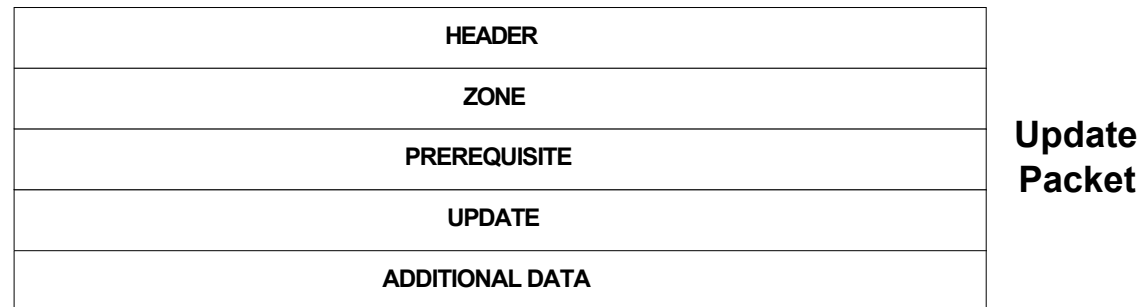 HEADER
ZONE
PREREQUISITE
UPDATE
ADDITIONAL DATA
Update
Packet